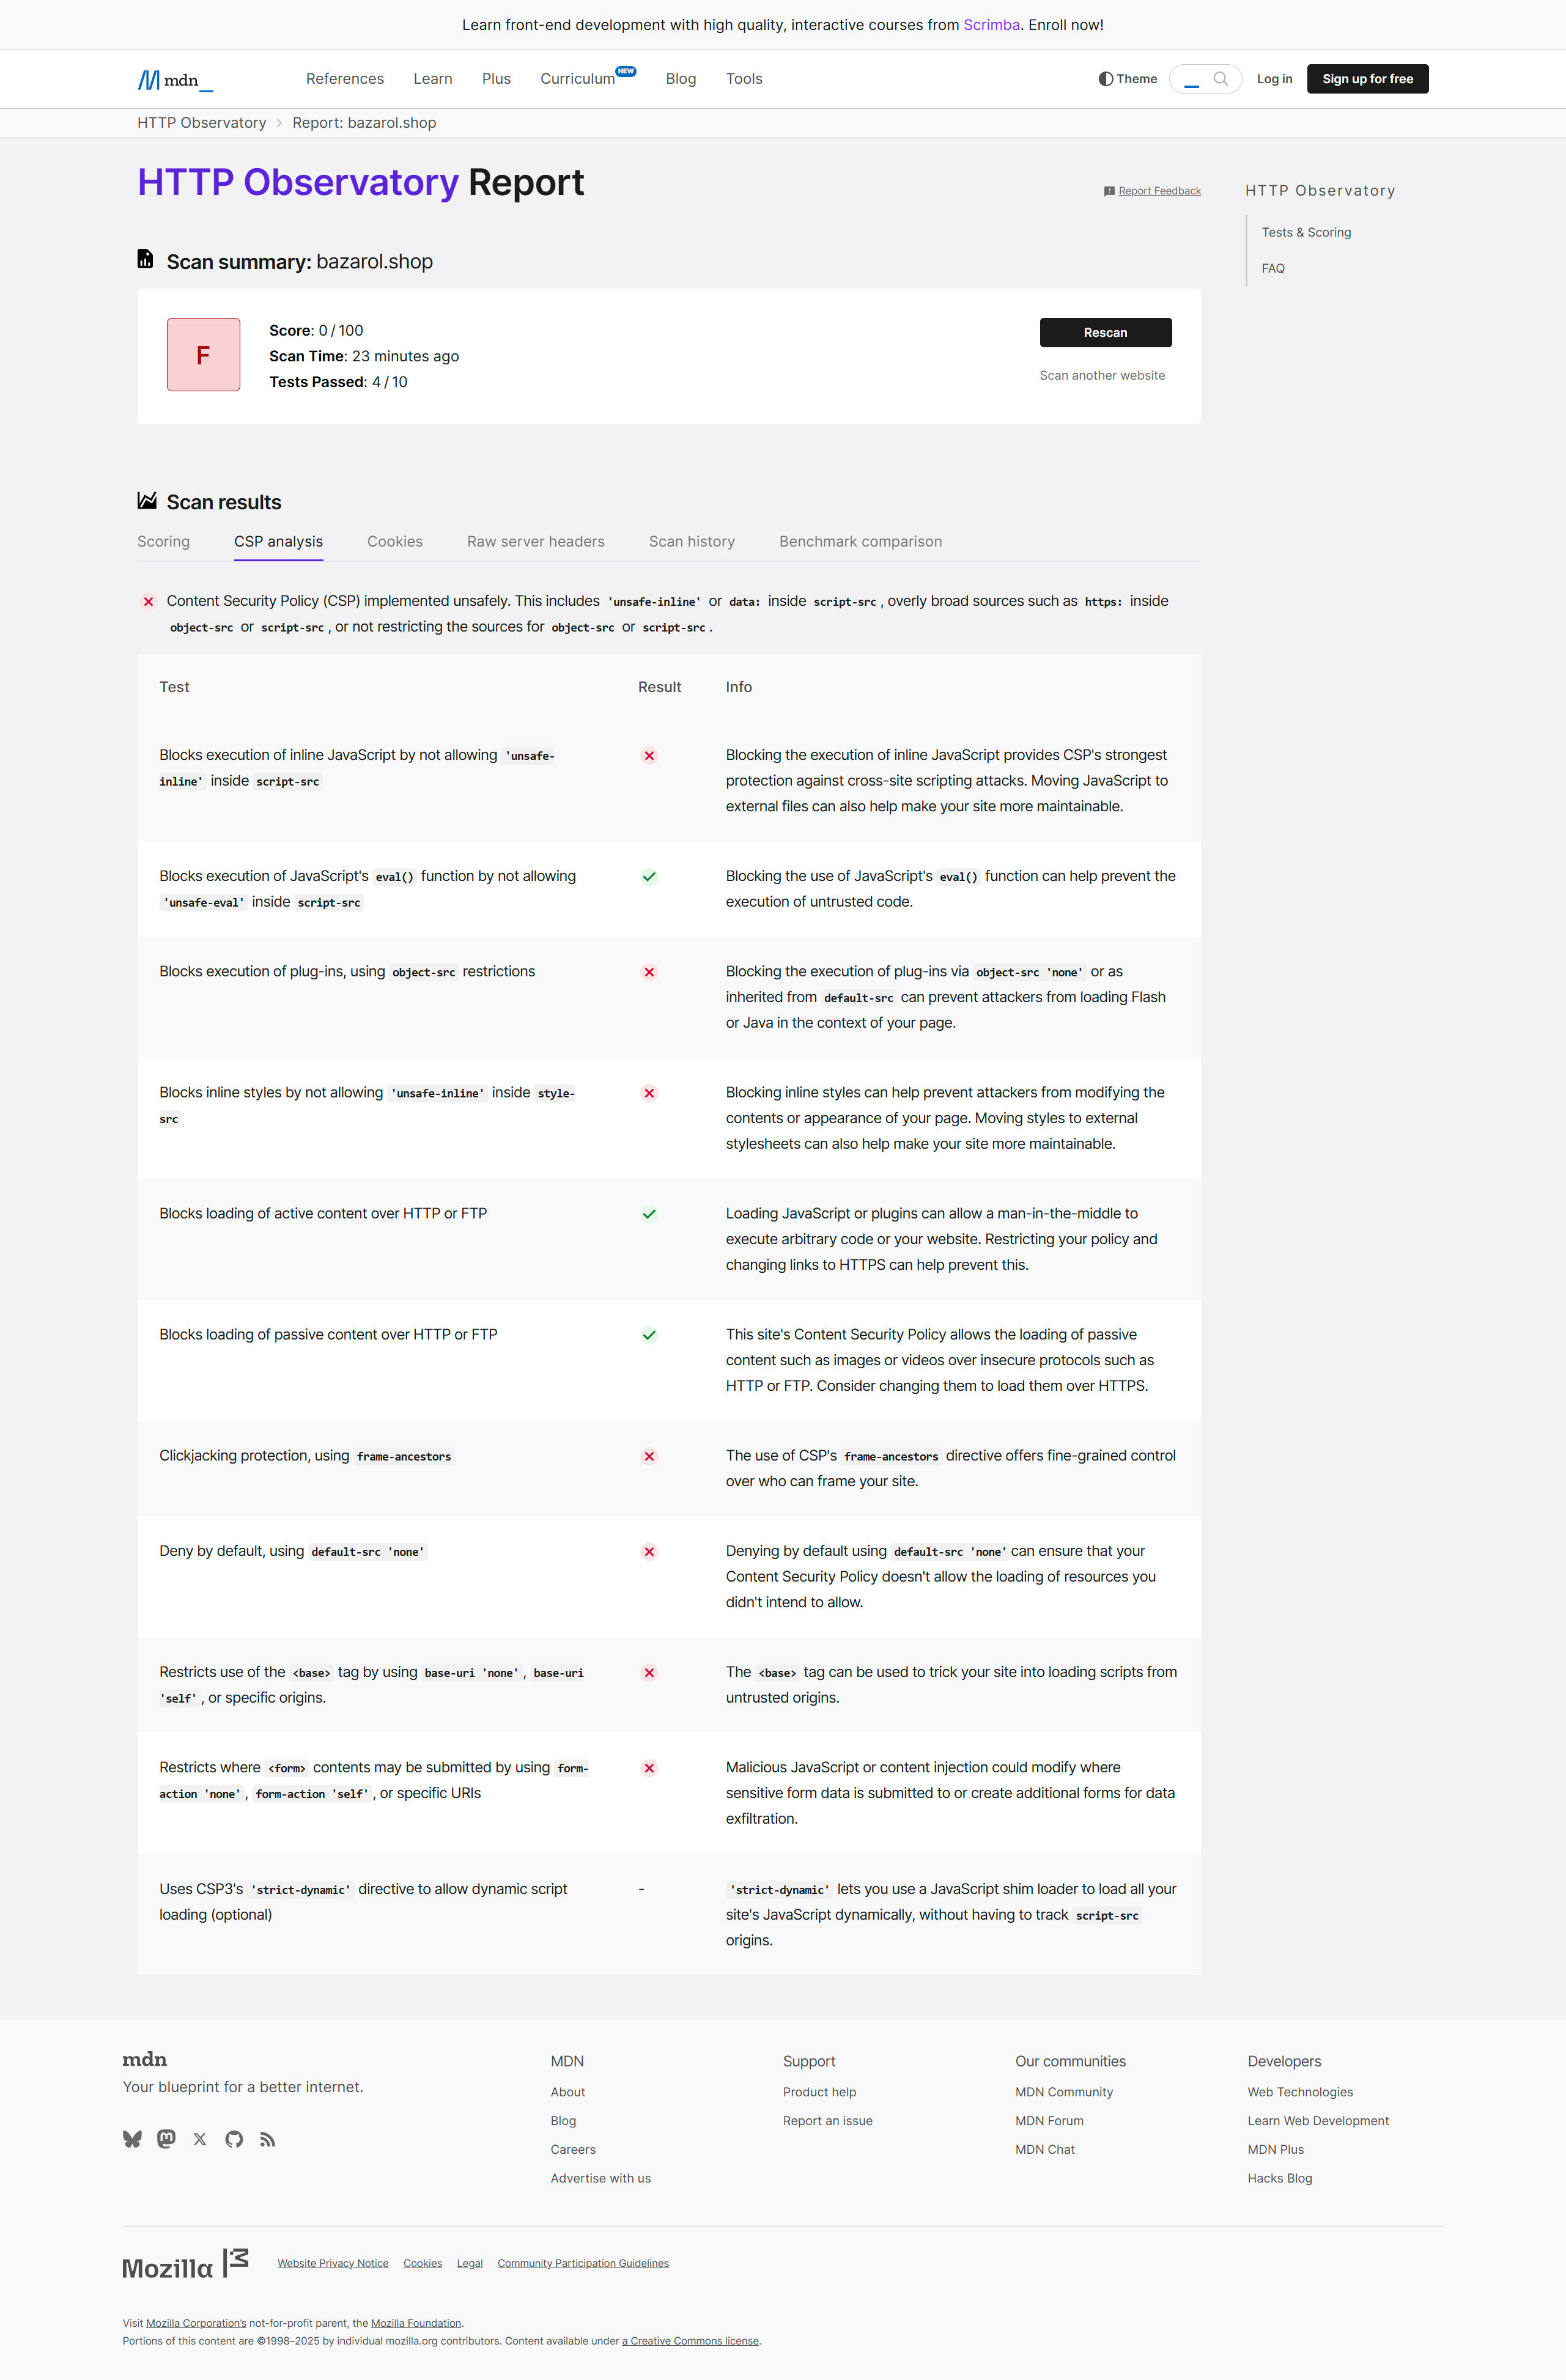 Learn front-end development with high quality, interactive courses from Scrimba. Enroll now!
mdn_
References Learn Plus Curriculum NEW Blog Tools
Theme
Log in
Sign up for free
HTTP Observatory > Report: bazarol.shop
HTTP Observatory Report
Report Feedback
HTTP Observatory
Tests & Scoring
FAQ
Scan summary: bazarol.shop
F
Score: 0 / 100
Scan Time: 23 minutes ago
Tests Passed: 4 / 10
Rescan
Scan another website
Scan results
Scoring CSP analysis Cookies Raw server headers Scan history Benchmark comparison
Content Security Policy (CSP) implemented unsafely. This includes 'unsafe-inline' or data: inside script-src, overly broad sources such as https: inside
object-src or script-src, or not restricting the sources for object-src or script-src.
Test Result Info
Blocks execution of inline JavaScript by not allowing 'unsafe-
inline' inside script-src
Blocking the execution of inline JavaScript provides CSP's strongest
protection against cross-site scripting attacks. Moving JavaScript to
external files can also help make your site more maintainable.
Blocks execution of JavaScript's eval() function by not allowing
'unsafe-eval' inside script-src
Blocking the use of JavaScript's eval() function can help prevent the
execution of untrusted code.
Blocks execution of plug-ins, using object-src restrictions
Blocking the execution of plug-ins via object-src 'none' or as
inherited from default-src can prevent attackers from loading Flash
or Java in the context of your page.
Blocks inline styles by not allowing 'unsafe-inline' inside style-
src
Blocking inline styles can help prevent attackers from modifying the
contents or appearance of your page. Moving styles to external
stylesheets can also help make your site more maintainable.
Blocks loading of active content over HTTP or FTP
Loading JavaScript or plugins can allow a man-in-the-middle to
execute arbitrary code or your website. Restricting your policy and
changing links to HTTPS can help prevent this.
Blocks loading of passive content over HTTP or FTP
This site's Content Security Policy allows the loading of passive
content such as images or videos over insecure protocols such as
HTTP or FTP. Consider changing them to load them over HTTPS.
Clickjacking protection, using frame-ancestors
The use of CSP's frame-ancestors directive offers fine-grained control
over who can frame your site.
Deny by default, using default-src 'none'
Denying by default using default-src 'none' can ensure that your
Content Security Policy doesn't allow the loading of resources you
didn't intend to allow.
Restricts use of the <base> tag by using base-uri 'none', base-uri
'self', or specific origins.
The <base> tag can be used to trick your site into loading scripts from
untrusted origins.
Restricts where <form> contents may be submitted by using form-
action 'none', form-action 'self', or specific URIs
Malicious JavaScript or content injection could modify where
sensitive form data is submitted to or create additional forms for data
exfiltration.
Uses CSP3's 'strict-dynamic' directive to allow dynamic script
loading (optional)
-
'strict-dynamic' lets you use a JavaScript shim loader to load all your
site's JavaScript dynamically, without having to track script-src
origins.
mdn
Your blueprint for a better internet.
MDN
About
Blog
Careers
Advertise with us
Support
Product help
Report an issue
Our communities
MDN Community
MDN Forum
MDN Chat
Developers
Web Technologies
Learn Web Development
MDN Plus
Hacks Blog
Mozilla
Website Privacy Notice Cookies Legal Community Participation Guidelines
Visit Mozilla Corporation's not-for-profit parent, the Mozilla Foundation.
Portions of this content are ©1998–2025 by individual mozilla.org contributors. Content available under a Creative Commons license.